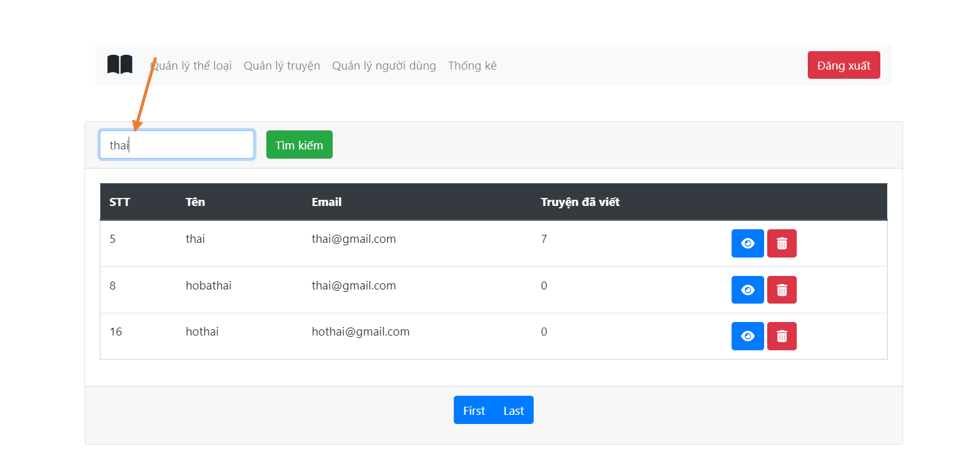 Quản lý thể loại Quản lý truyện Quản lý người dùng Thống kê Đăng xuất
thai Tìm kiếm
STT Tên Email Truyện đã viết
5 thai thai@gmail.com 7
8 hobathai thai@gmail.com 0
16 hothai hothai@gmail.com 0
First Last